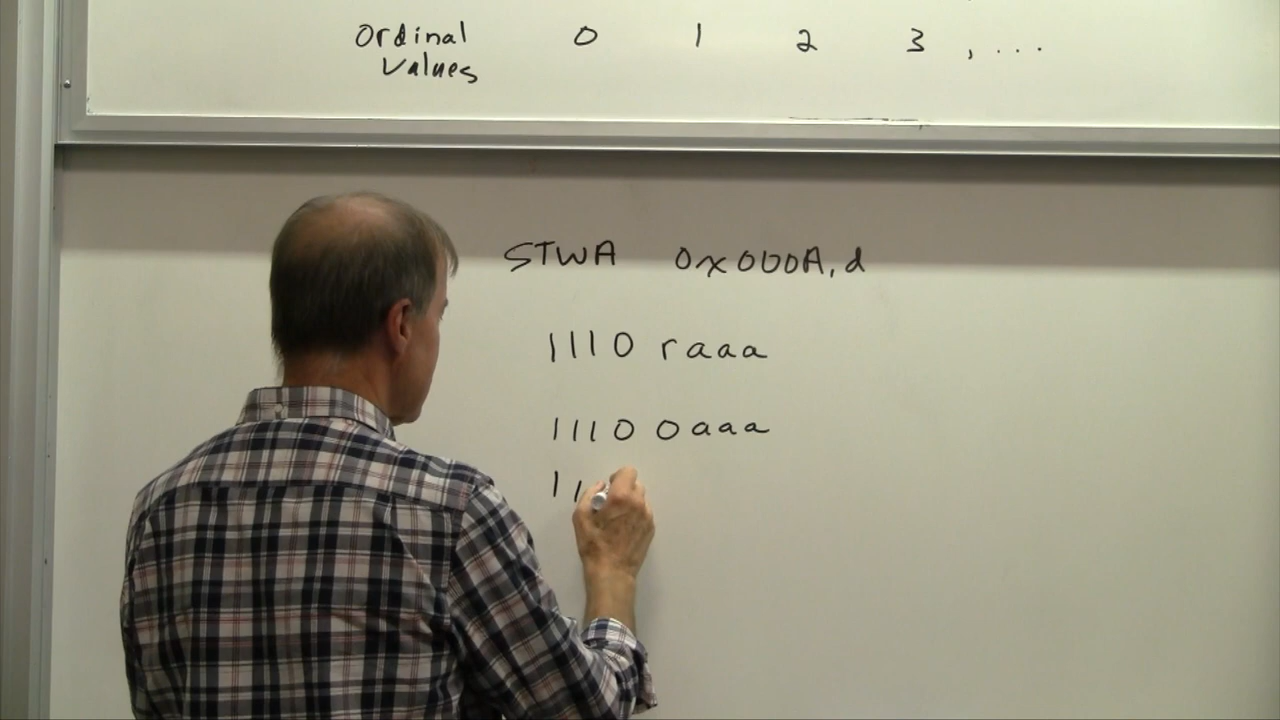 Ordinal 0 1 2 3 , ...
Values
STWA 0x000A, d
1110 raaa
1110 0aaa
11